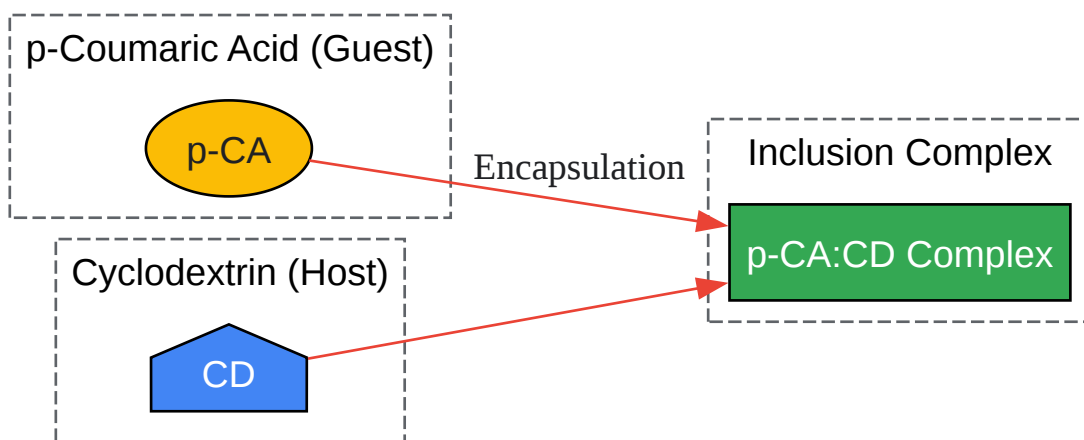 p-Coumaric Acid (Guest)
p-CA
Encapsulation
Inclusion Complex
p-CA:CD Complex
Cyclodextrin (Host)
CD